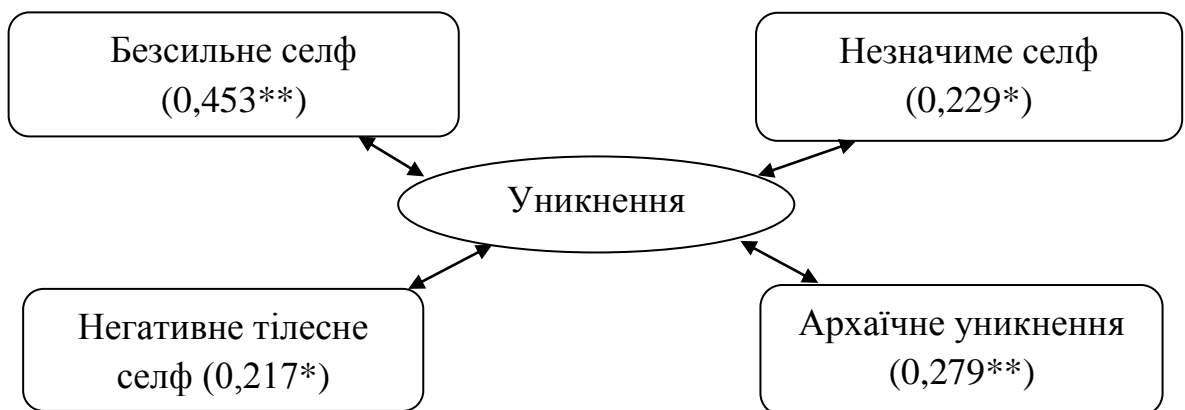 Безсильне селф
(0,453**)
Незначиме селф
(0,229*)
Уникнення
Негативне тілесне
селф (0,217*)
Архаїчне уникнення
(0,279**)